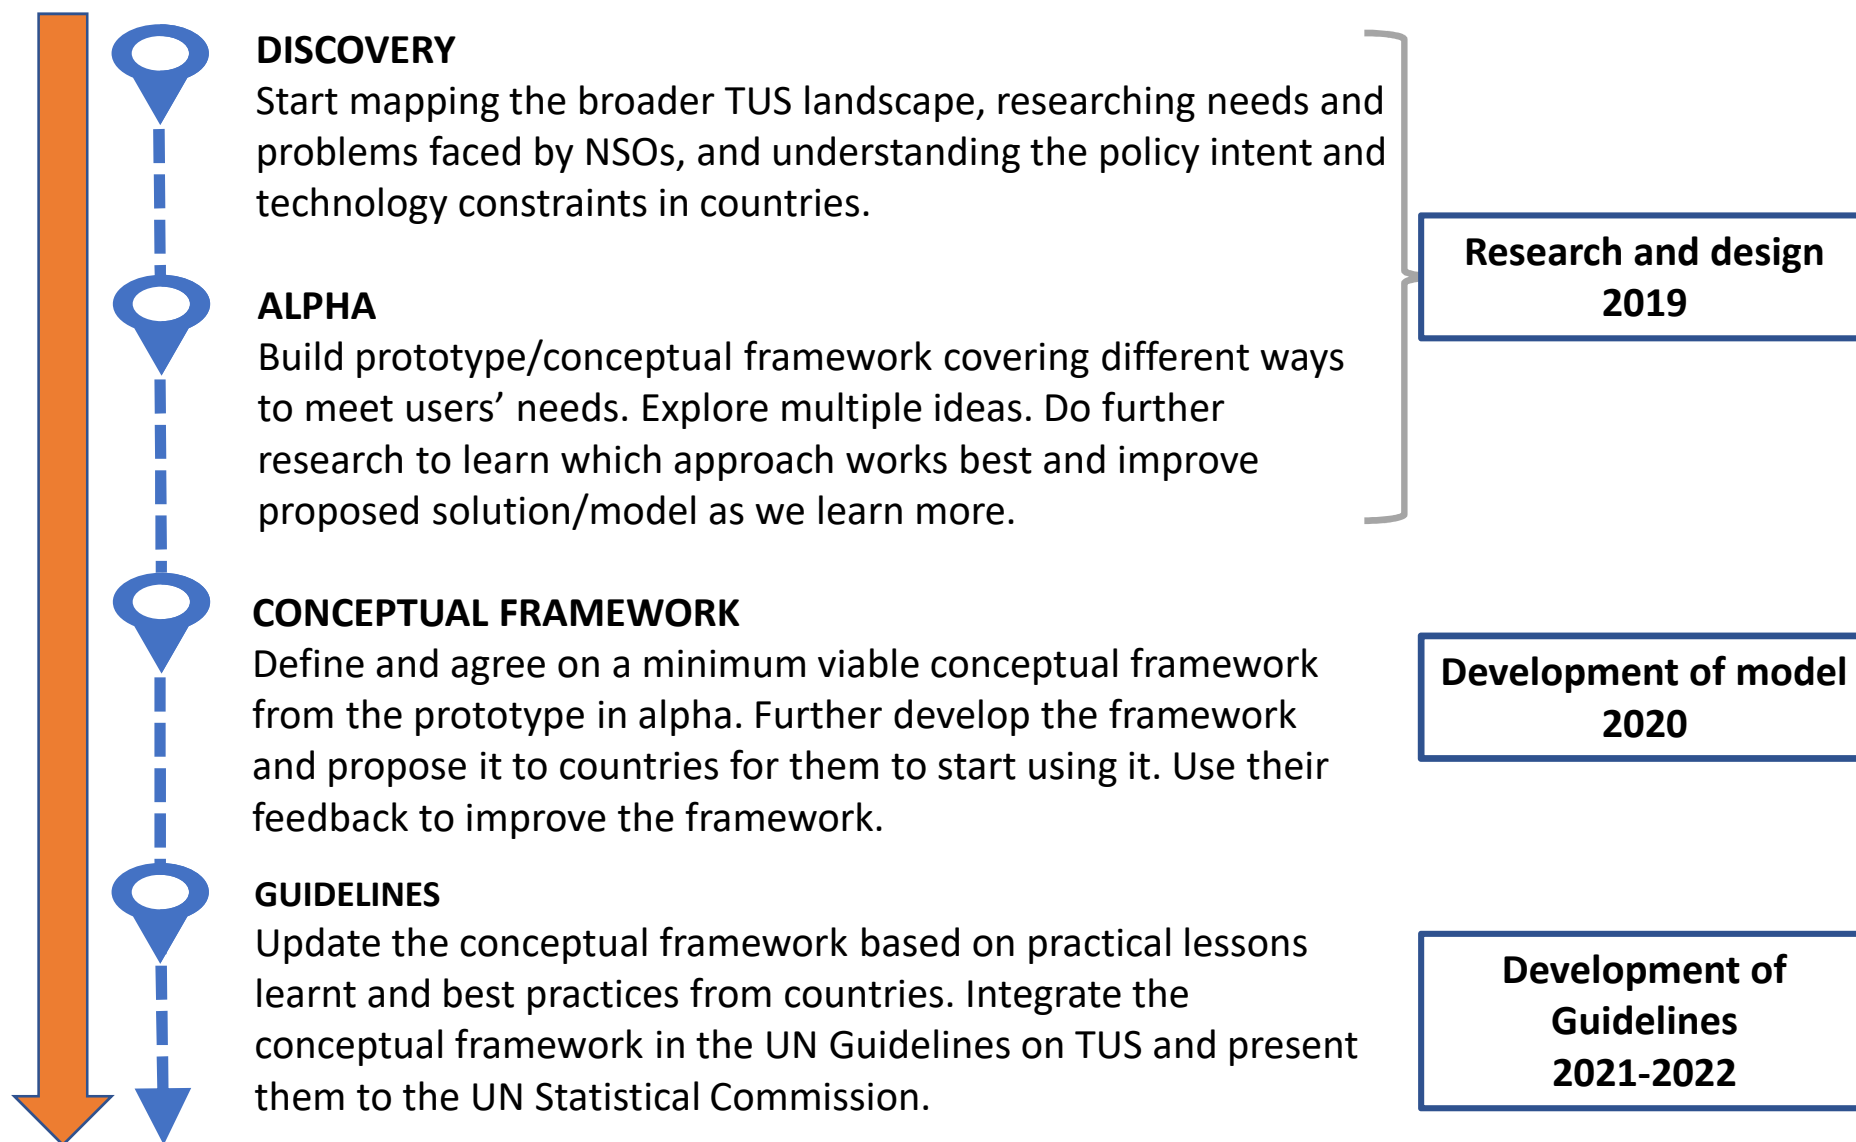 DISCOVERY
Start mapping the broader TUS landscape, researching needs and
problems faced by NSOs, and understanding the policy intent and
technology constraints in countries.
Research and design
2019
ALPHA
Build prototype/conceptual framework covering different ways
to meet users’ needs. Explore multiple ideas. Do further
research to learn which approach works best and improve
proposed solution/model as we learn more.
CONCEPTUAL FRAMEWORK
Define and agree on a minimum viable conceptual framework
from the prototype in alpha. Further develop the framework
and propose it to countries for them to start using it. Use their
feedback to improve the framework.
Development of model
2020
GUIDELINES
Update the conceptual framework based on practical lessons
learnt and best practices from countries. Integrate the
conceptual framework in the UN Guidelines on TUS and present
them to the UN Statistical Commission.
Development of
Guidelines
2021-2022